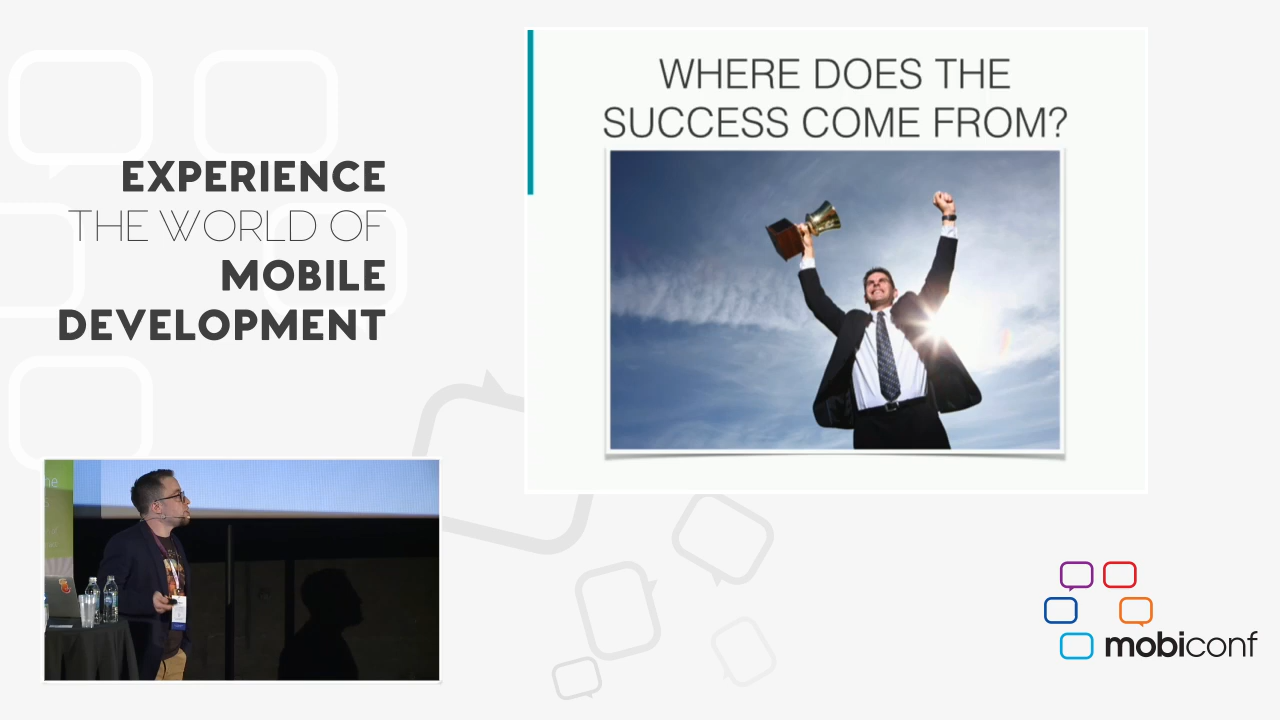 WHERE DOES THE
SUCCESS COME FROM?
EXPERIENCE
THE WORLD OF
MOBILE
DEVELOPMENT
mobiconf